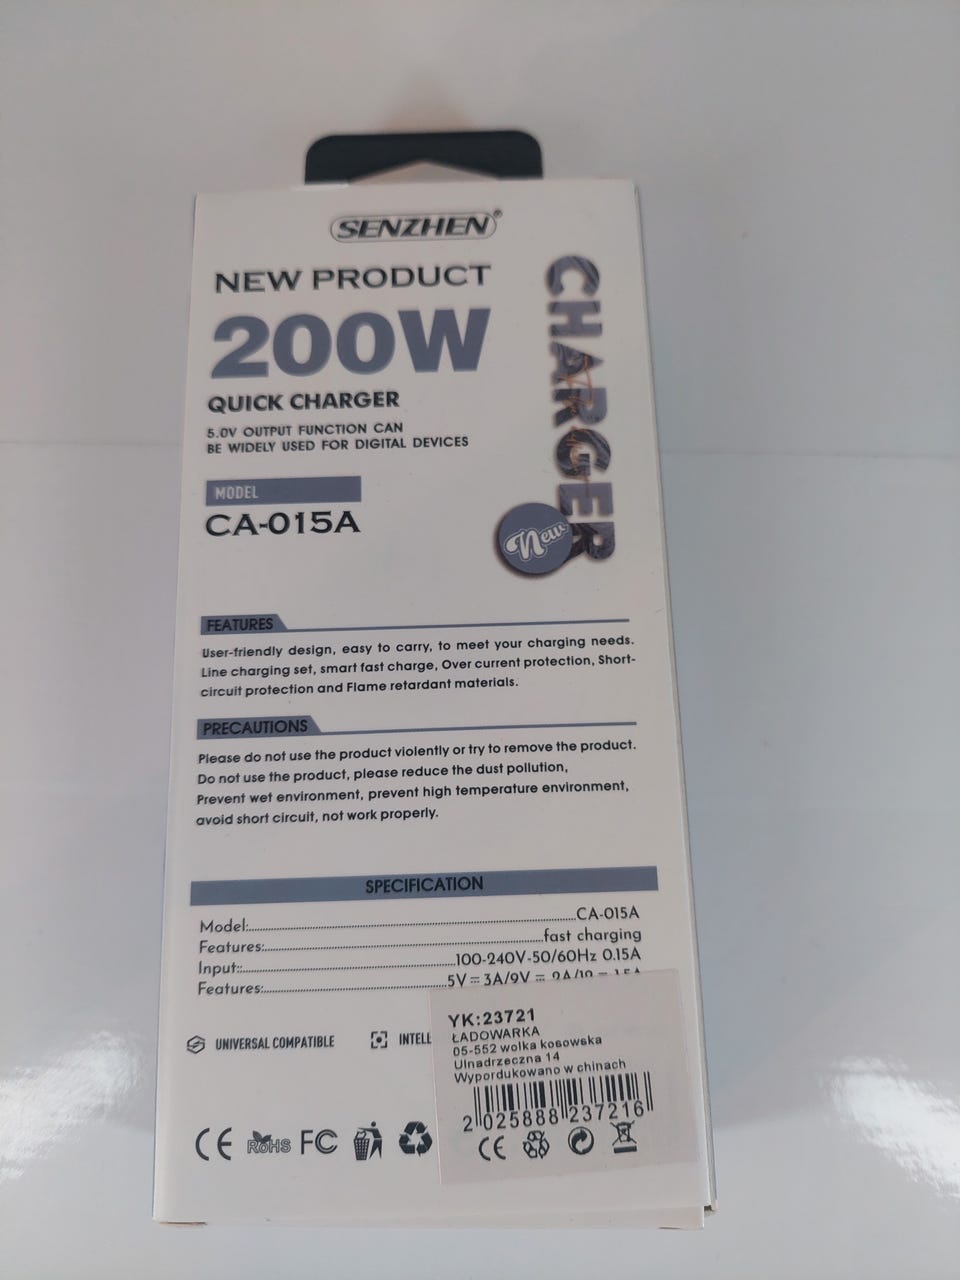 SENZHEN®
NEW PRODUCT
200W
QUICK CHARGER
5.0V OUTPUT FUNCTION CAN
BE WIDELY USED FOR DIGITAL DEVICES
MODEL
CA-015A
CHARGER
New
FEATURES
User-friendly design, easy to carry, to meet your charging needs.
Line charging set, smart fast charge, Over current protection, Short-
circuit protection and Flame retardant materials.
PRECAUTIONS
Please do not use the product violently or try to remove the product.
Do not use the product, please reduce the dust pollution,
Prevent wet environment, prevent high temperature environment,
avoid short circuit, not work properly.
SPECIFICATION
Model:CA-015A
Features:fast charging
Input::100-240V-50/60Hz 0.15A
Features:5V = 3A/9V =
UNIVERSAL COMPATIBLE
INTELL
YK:23721
ŁADOWARKA
05-552 wolka kosowska
Ulnadrzeczna 14
Wypordukowano w chinach
2 025888 237216
CE RoHS FC
CE